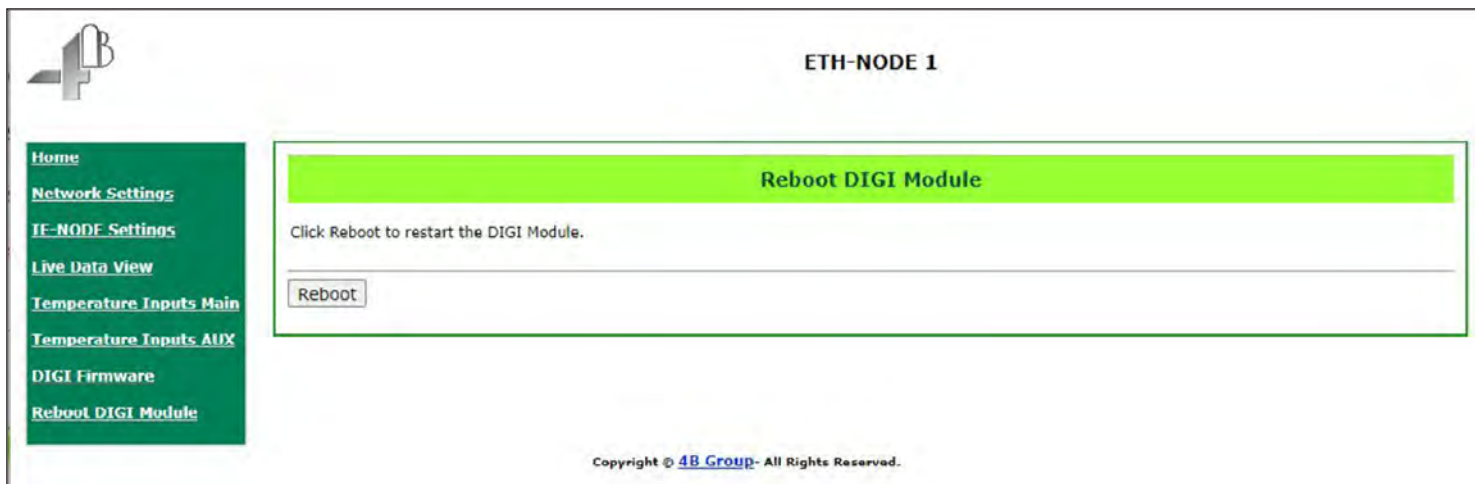 4B
ETH-NODE 1
Home
Network Settings
IE-NODE Settings
Live Data View
Temperature Inputs Main
Temperature Inputs AUX
DIGI Firmware
Reboot DIGI Module
Reboot DIGI Module
Click Reboot to restart the DIGI Module.
Reboot
Copyright © 4B Group- All Rights Reserved.